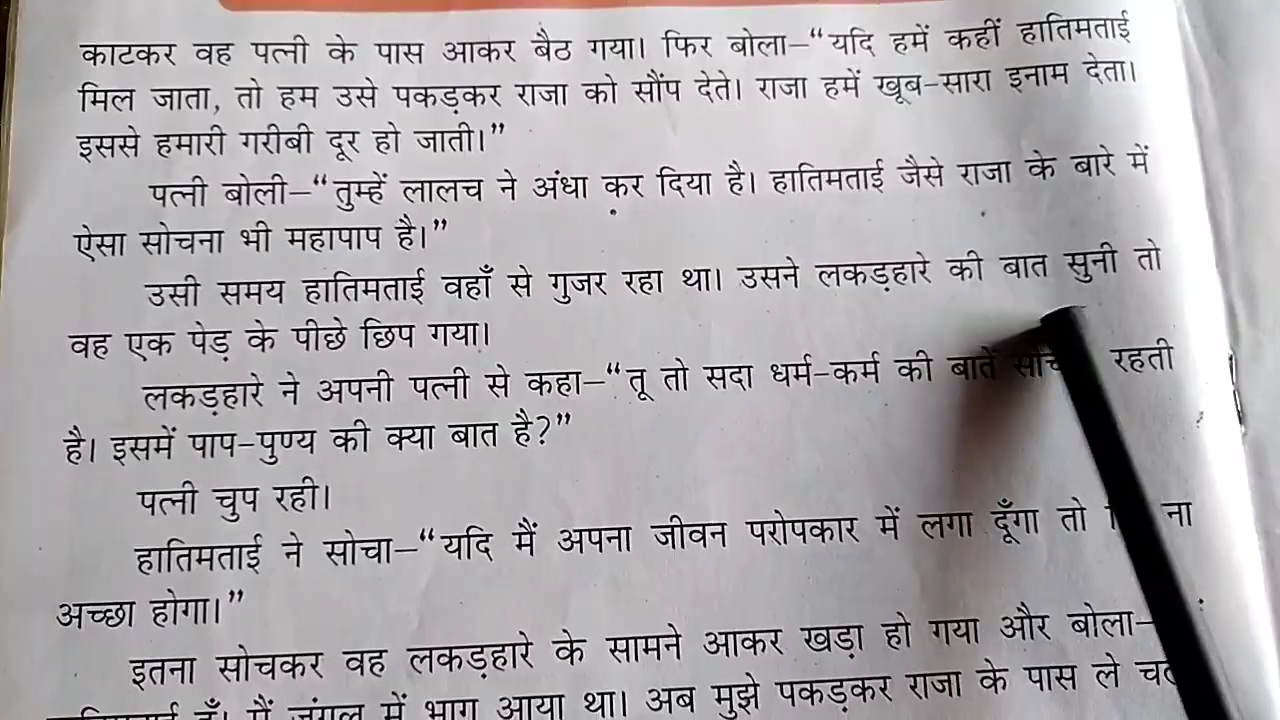 काटकर वह पत्नी के पास आकर बैठ गया। फिर बोला–“यदि हमें कहीं हातिमताई
मिल जाता, तो हम उसे पकड़कर राजा को सौंप देते। राजा हमें खूब-सारा इनाम देता।
इससे हमारी गरीबी दूर हो जाती।”
पत्नी बोली–“तुम्हें लालच ने अंधा कर दिया है। हातिमताई जैसे राजा के बारे में
ऐसा सोचना भी महापाप है।”
उसी समय हातिमताई वहाँ से गुजर रहा था। उसने लकड़हारे की बात सुनी तो
वह एक पेड़ के पीछे छिप गया।
लकड़हारे ने अपनी पत्नी से कहा–“तू तो सदा धर्म-कर्म की बातें रहती
है। इसमें पाप-पुण्य की क्या बात है?”
पत्नी चुप रही।
हातिमताई ने सोचा–“यदि मैं अपना जीवन परोपकार में लगा दूँगा तो
अच्छा होगा।”
इतना सोचकर वह लकड़हारे के सामने आकर खड़ा हो गया और बोला–
हूँ। मैं जंगल में भाग आया था। अब मुझे पकड़कर राजा के पास ले